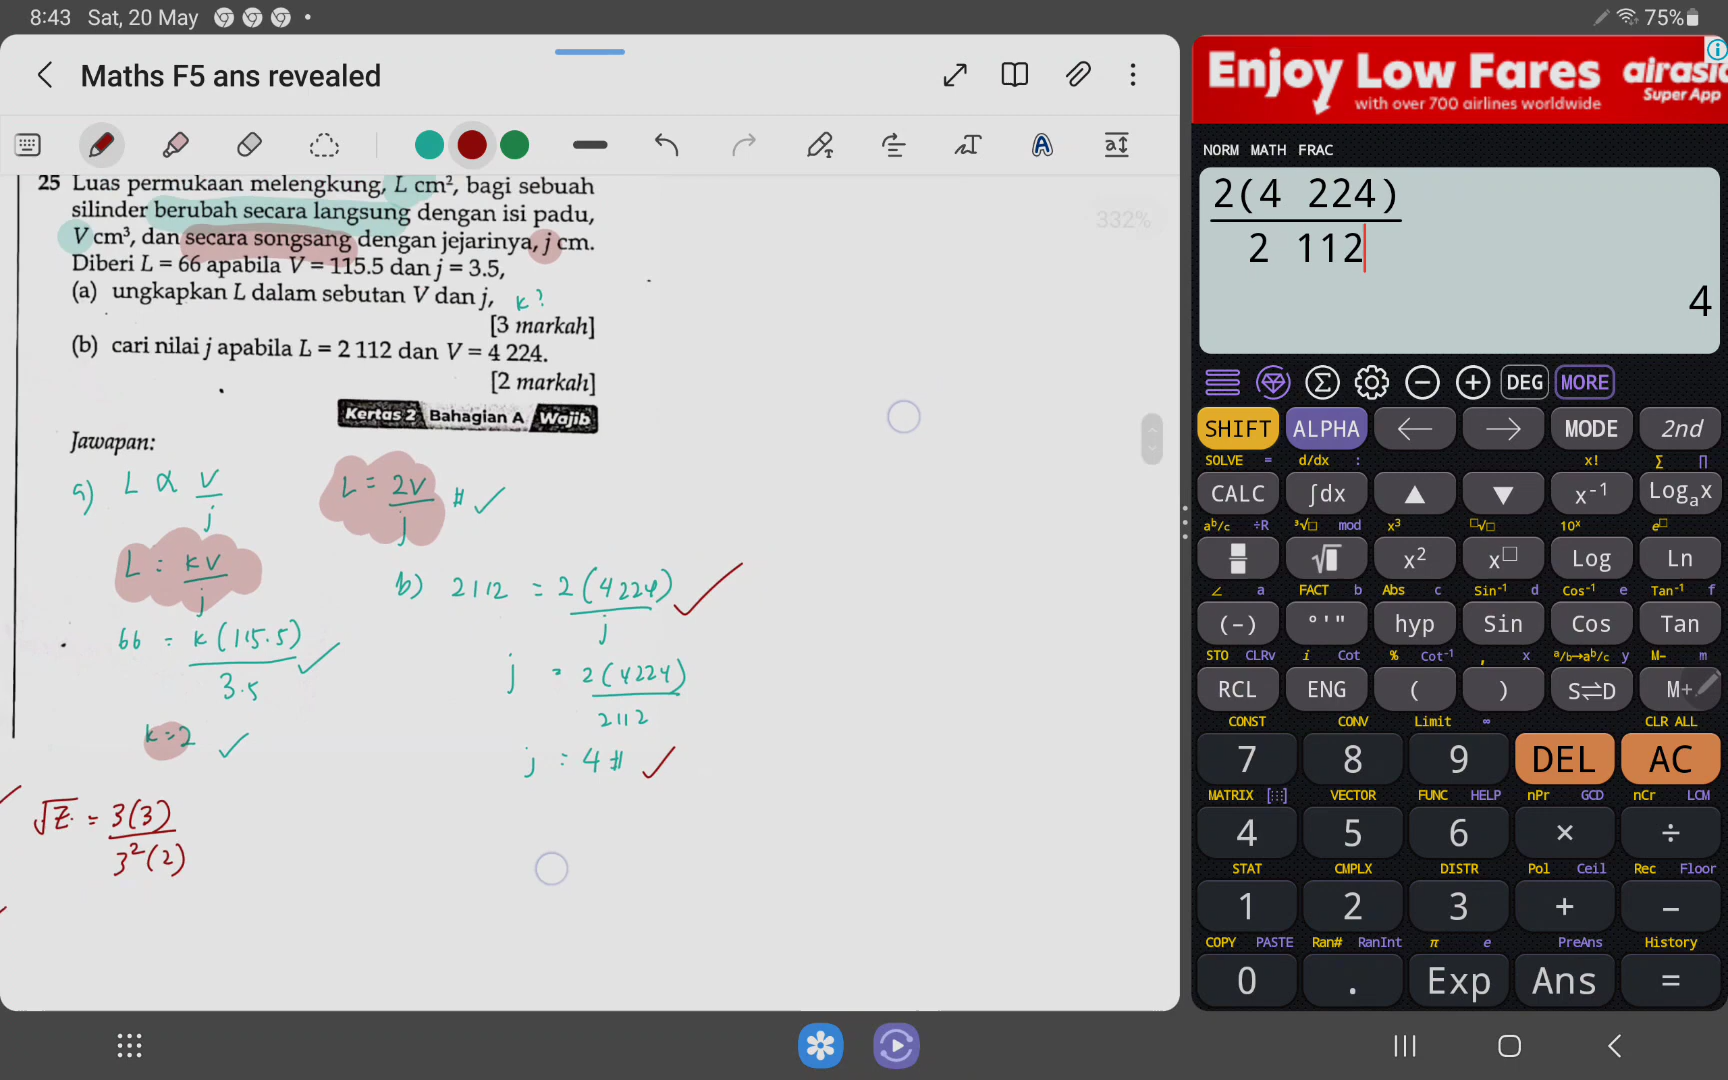 8:43 Sat, 20 May
75%
Maths F5 ans revealed
332%
25 Luas permukaan melengkung, L cm², bagi sebuah
silinder berubah secara langsung dengan isi padu,
V cm³, dan secara songsang dengan jejarinya, j cm.
Diberi L = 66 apabila V = 115.5 dan j = 3.5,
(a) ungkapkan L dalam sebutan V dan j,
k?
[3 markah]
(b) cari nilai j apabila L = 2 112 dan V = 4 224.
[2 markah]
Kertas 2 Bahagian A Wajib
Jawapan:
a) L ∝ V/j
L = kV/j
66 = k(115.5)/3.5
k = 2
L = 2V/j #
b) 2112 = 2(4224)/j
j = 2(4224)/2112
j = 4 #
√Z = 3(3)/3²(2)
Enjoy Low Fares
with over 700 airlines worldwide
airasia
Super App
NORM MATH FRAC
2(4 224)
2 112
4
DEG MORE
SHIFT ALPHA ← → MODE 2nd
SOLVE = d/dx : x! Σ ∏
CALC ∫dx ▲ ▼ x⁻¹ Logₐx
aᵇ/c ÷R ³√□ mod x³ □√□ 10ˣ e□
√□ x² x□ Log Ln
∠ a FACT b Abs c Sin⁻¹ d Cos⁻¹ e Tan⁻¹ f
(−) °'" hyp Sin Cos Tan
STO CLRv i Cot % Cot⁻¹ , x a/b→aᵇ/c y M− m
RCL ENG ( ) S⇌D M+
CONST CONV Limit ∞ CLR ALL
7 8 9 DEL AC
MATRIX [:::] VECTOR FUNC HELP nPr GCD nCr LCM
4 5 6 × ÷
STAT CMPLX DISTR Pol Ceil Rec Floor
1 2 3 + −
COPY PASTE Ran# RanInt π e PreAns History
0 . Exp Ans =